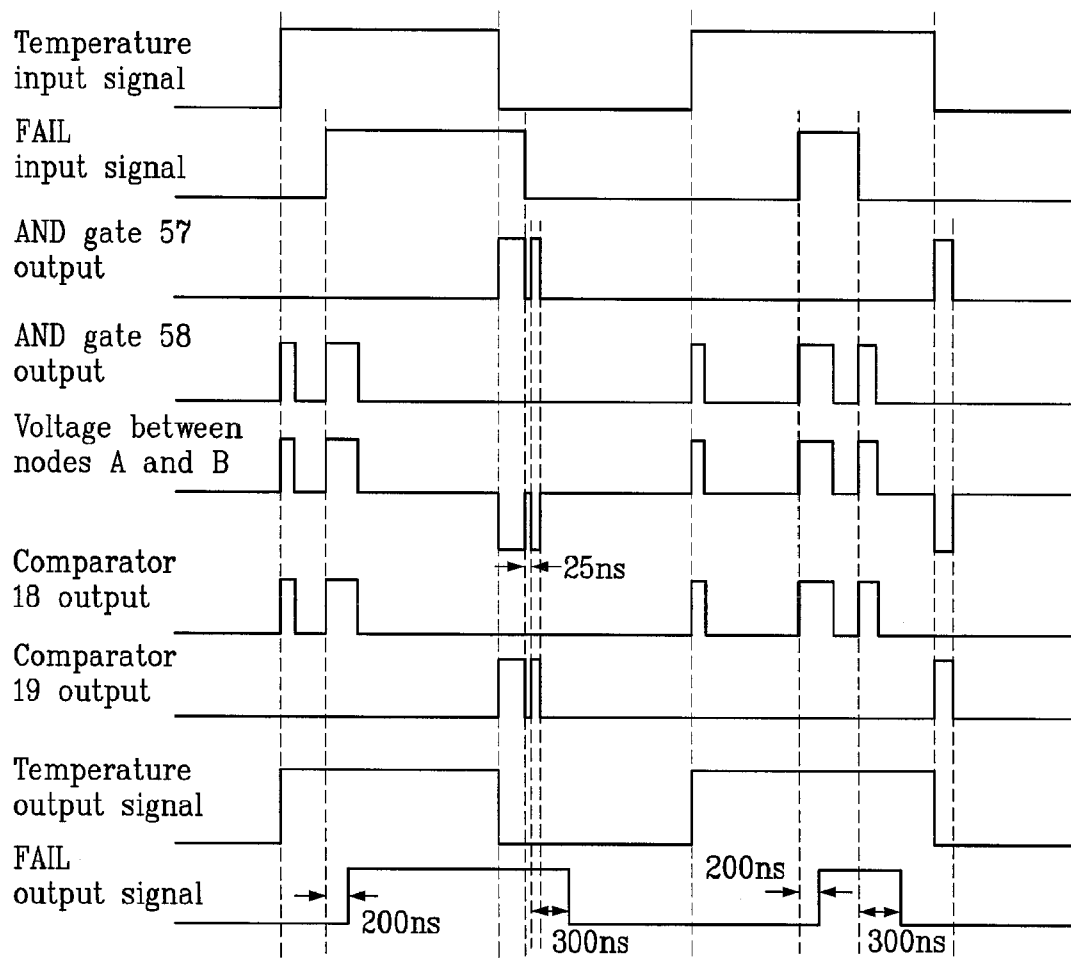 Temperature
input signal
FAIL
input signal
AND gate 57
output
AND gate 58
output
Voltage between
nodes A and B
25ns
Comparator
18 output
Comparator
19 output
Temperature
output signal
FAIL
output signal
200ns
300ns
200ns
300ns